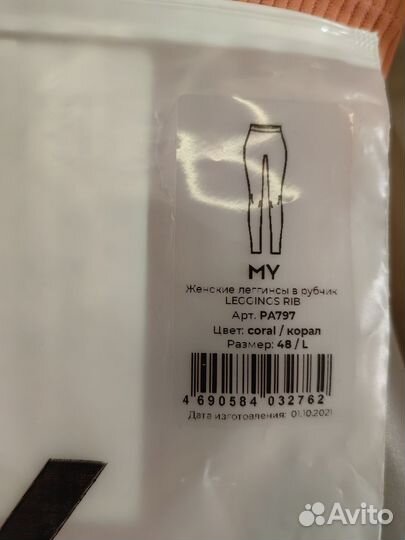 MY
Женские леггинсы в рубчик
LEGGINGS RIB
Арт. PA797
Цвет: coral / корал
Размер: 48 / L
4 690584 032762
Дата изготовления: 01.10.2021
Avito